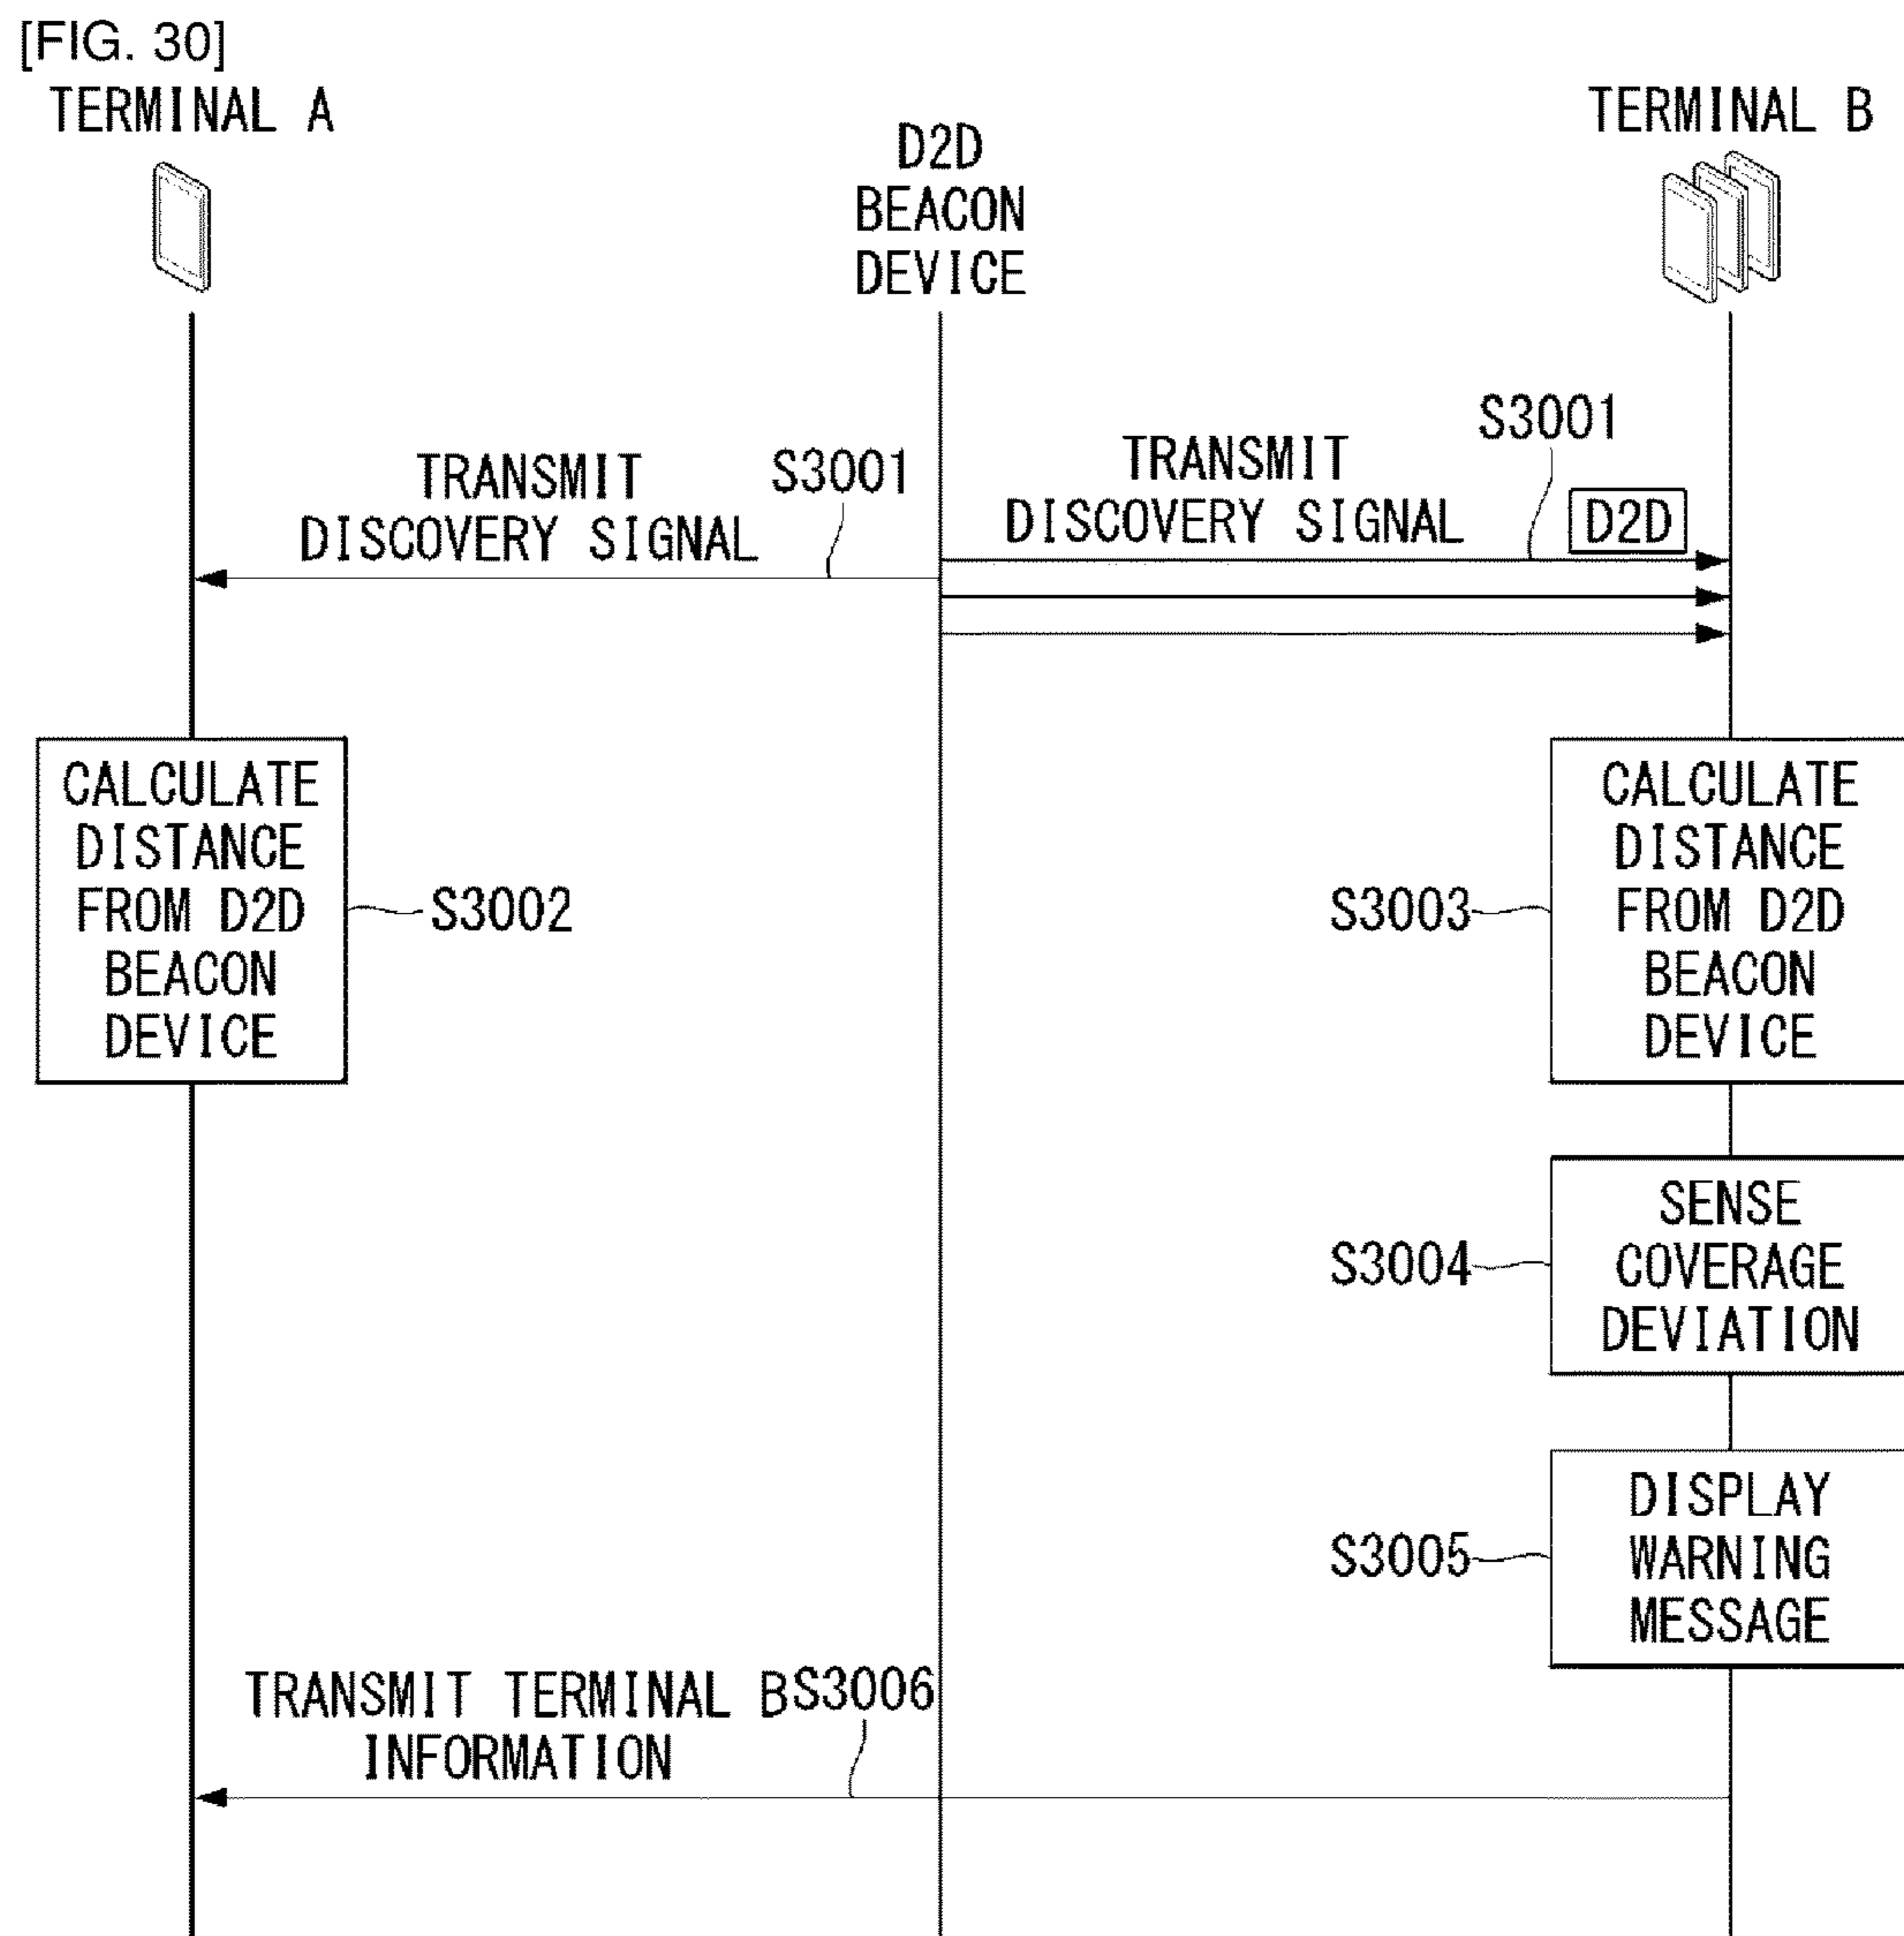 [FIG. 30]
TERMINAL A
D2D
BEACON
DEVICE
TERMINAL B
TRANSMIT
DISCOVERY SIGNAL
S3001
TRANSMIT
DISCOVERY SIGNAL
S3001
D2D
CALCULATE
DISTANCE
FROM D2D
BEACON
DEVICE
S3002
S3003
CALCULATE
DISTANCE
FROM D2D
BEACON
DEVICE
S3004
SENSE
COVERAGE
DEVIATION
S3005
DISPLAY
WARNING
MESSAGE
TRANSMIT TERMINAL B
INFORMATION
S3006